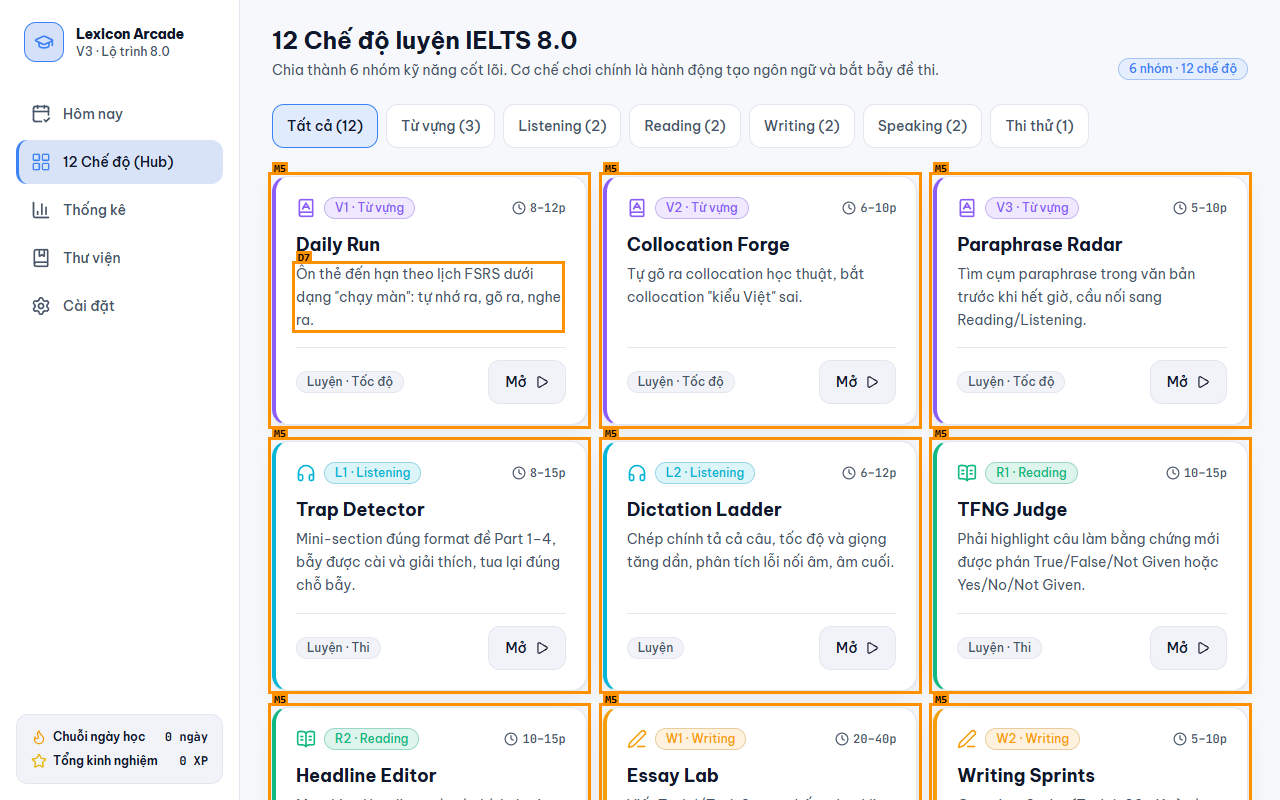 Lexicon Arcade
V3 · Lộ trình 8.0
Hôm nay
12 Chế độ (Hub)
Thống kê
Thư viện
Cài đặt
Chuỗi ngày học 0 ngày
Tổng kinh nghiệm 0 XP
12 Chế độ luyện IELTS 8.0
Chia thành 6 nhóm kỹ năng cốt lõi. Cơ chế chơi chính là hành động tạo ngôn ngữ và bắt bẫy đề thi.
6 nhóm · 12 chế độ
Tất cả (12) Từ vựng (3) Listening (2) Reading (2) Writing (2) Speaking (2) Thi thử (1)
M5
V1 · Từ vựng 8–12p
Daily Run
D7
Ôn thẻ đến hạn theo lịch FSRS dưới
dạng "chạy màn": tự nhớ ra, gõ ra, nghe
ra.
Luyện · Tốc độ Mở
M5
V2 · Từ vựng 6–10p
Collocation Forge
Tự gõ ra collocation học thuật, bắt
collocation "kiểu Việt" sai.
Luyện · Tốc độ Mở
M5
V3 · Từ vựng 5–10p
Paraphrase Radar
Tìm cụm paraphrase trong văn bản
trước khi hết giờ, cầu nối sang
Reading/Listening.
Luyện · Tốc độ Mở
M5
L1 · Listening 8–15p
Trap Detector
Mini-section đúng format đề Part 1–4,
bẫy được cài và giải thích, tua lại đúng
chỗ bẫy.
Luyện · Thi Mở
M5
L2 · Listening 6–12p
Dictation Ladder
Chép chính tả cả câu, tốc độ và giọng
tăng dần, phân tích lỗi nối âm, âm cuối.
Luyện Mở
M5
R1 · Reading 10–15p
TFNG Judge
Phải highlight câu làm bằng chứng mới
được phán True/False/Not Given hoặc
Yes/No/Not Given.
Luyện · Thi Mở
M5
R2 · Reading 10–15p
Headline Editor
M5
W1 · Writing 20–40p
Essay Lab
M5
W2 · Writing 5–10p
Writing Sprints